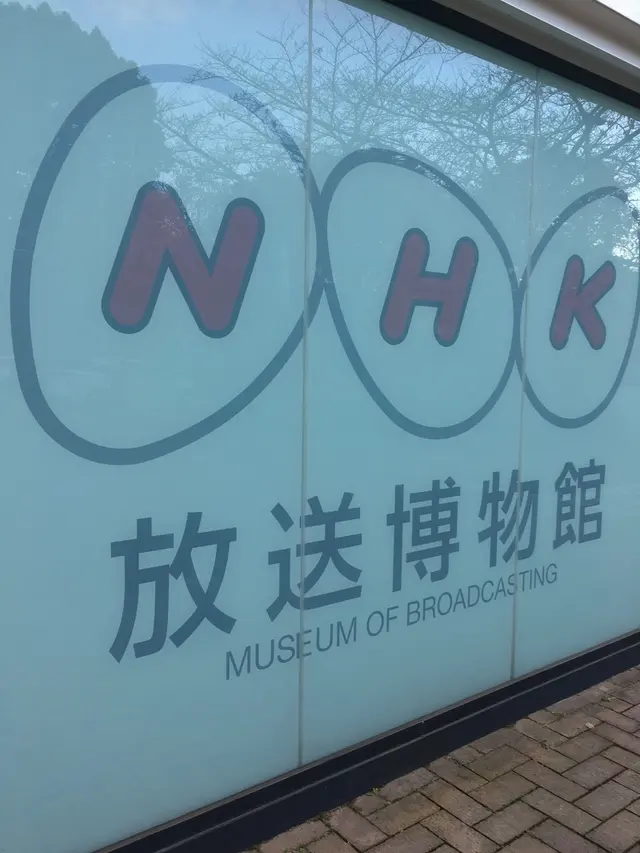 NHK
放送博物館
MUSEUM OF BROADCASTING